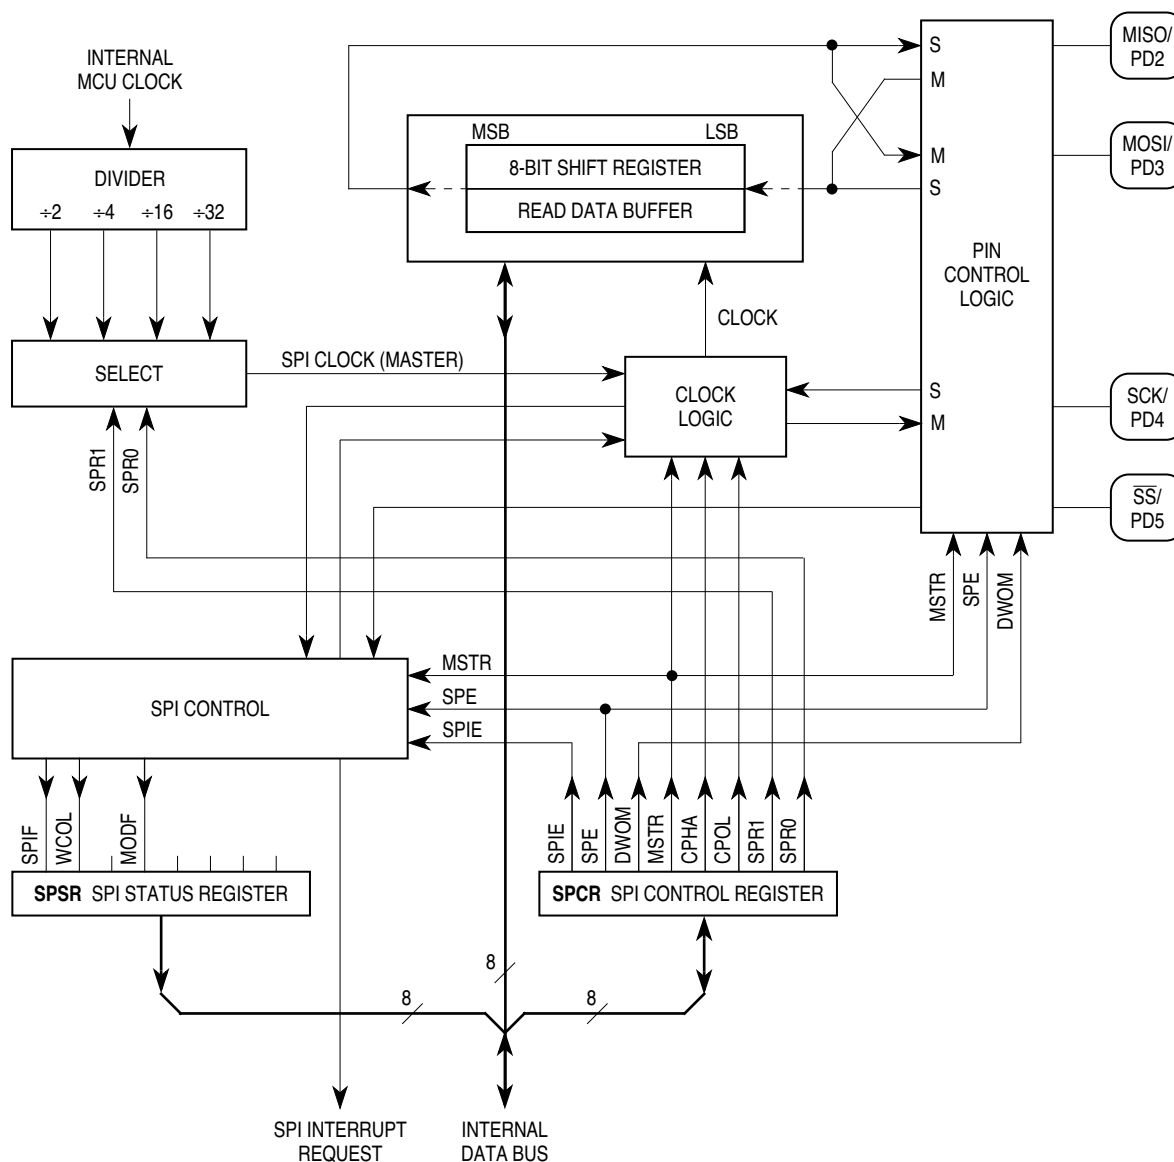 INTERNAL
MCU CLOCK
DIVIDER
÷2 ÷4 ÷16 ÷32
SELECT
SPR1
SPR0
SPI CLOCK (MASTER)
MSB LSB
8-BIT SHIFT REGISTER
READ DATA BUFFER
CLOCK
CLOCK
LOGIC
S
M
M
S
PIN
CONTROL
LOGIC
S
M
MISO/
PD2
MOSI/
PD3
SCK/
PD4
SS/
PD5
MSTR
SPE
DWOM
MSTR
SPE
SPIE
SPI CONTROL
SPIF
WCOL
MODF
SPSR SPI STATUS REGISTER
SPIE
SPE
DWOM
MSTR
CPHA
CPOL
SPR1
SPR0
SPCR SPI CONTROL REGISTER
8
8
8
SPI INTERRUPT
REQUEST
INTERNAL
DATA BUS